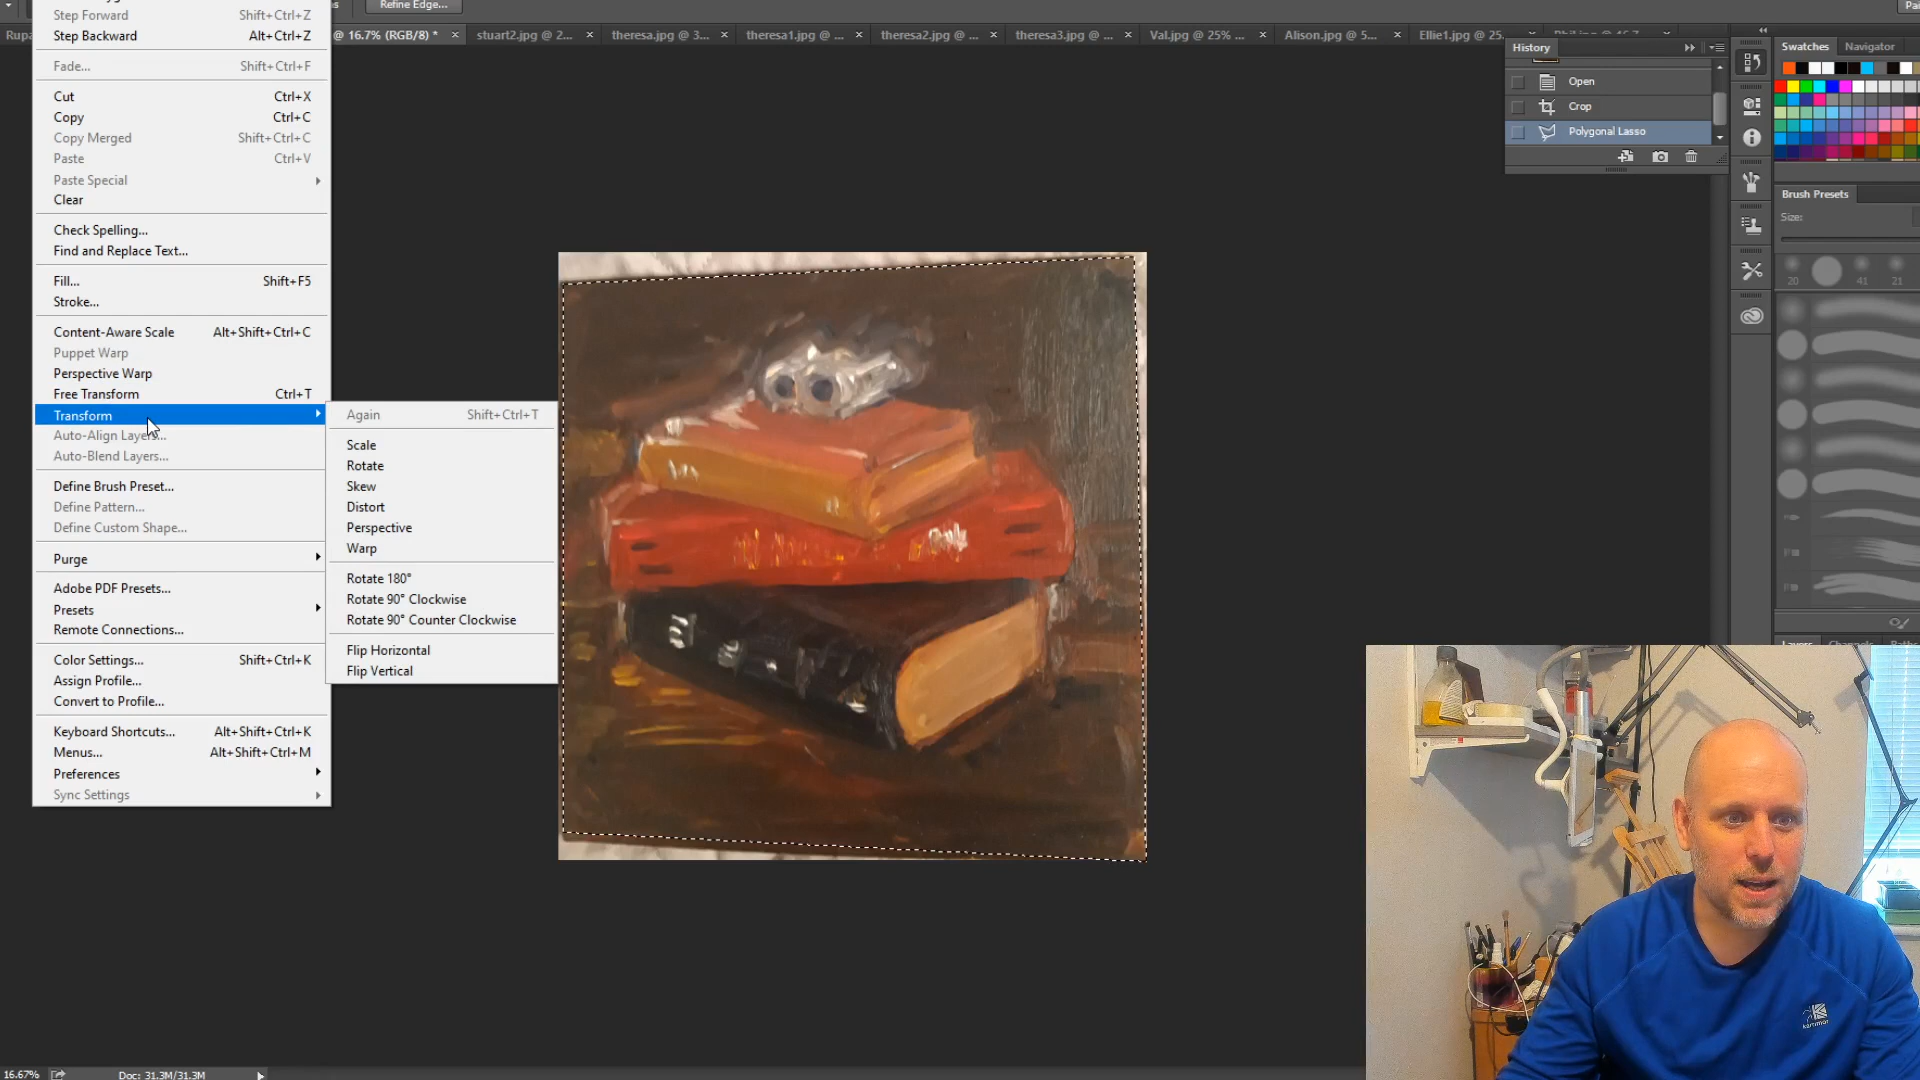 Step Forward Shift+Ctrl+Z
Step Backward Alt+Ctrl+Z
Fade... Shift+Ctrl+F
Cut Ctrl+X
Copy Ctrl+C
Copy Merged Shift+Ctrl+C
Paste Ctrl+V
Paste Special
Clear
Check Spelling...
Find and Replace Text...
Fill... Shift+F5
Stroke...
Content-Aware Scale Alt+Shift+Ctrl+C
Puppet Warp
Perspective Warp
Free Transform Ctrl+T
Transform
Auto-Align Layers...
Auto-Blend Layers...
Define Brush Preset...
Define Pattern...
Define Custom Shape...
Purge
Adobe PDF Presets...
Presets
Remote Connections...
Color Settings... Shift+Ctrl+K
Assign Profile...
Convert to Profile...
Keyboard Shortcuts... Alt+Shift+Ctrl+K
Menus... Alt+Shift+Ctrl+M
Preferences
Sync Settings
Again Shift+Ctrl+T
Scale
Rotate
Skew
Distort
Perspective
Warp
Rotate 180°
Rotate 90° Clockwise
Rotate 90° Counter Clockwise
Flip Horizontal
Flip Vertical
Refine Edge...
@ 16.7% (RGB/8) * × stuart2.jpg @ 2... × theresa.jpg @ 3... × theresa1.jpg @ ... × theresa2.jpg @ ... × theresa3.jpg @ ... × Val.jpg @ 25% ... × Alison.jpg @ 5... × Ellie1.jpg @ 25...
History
Open
Crop
Polygonal Lasso
Swatches Navigator
Brush Presets
Size:
20 41 21
16.67% Doc: 31.3M/31.3M